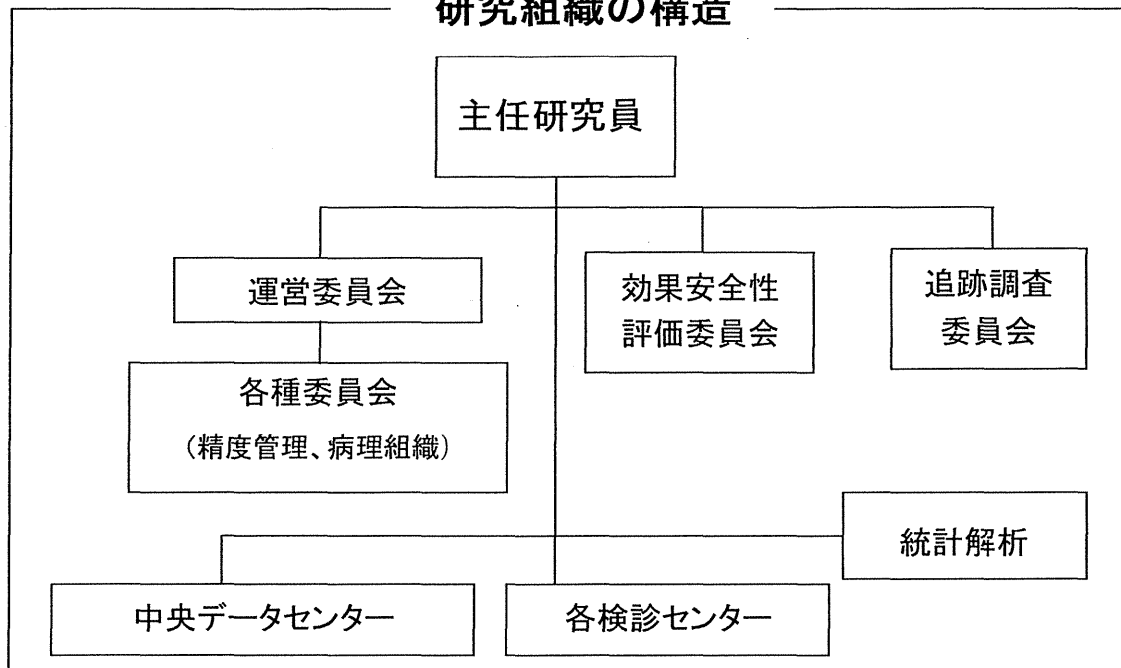 研究組織の構造
主任研究員
運営委員会
効果安全性
評価委員会
追跡調査
委員会
各種委員会
（精度管理、病理組織）
統計解析
中央データセンター
各検診センター